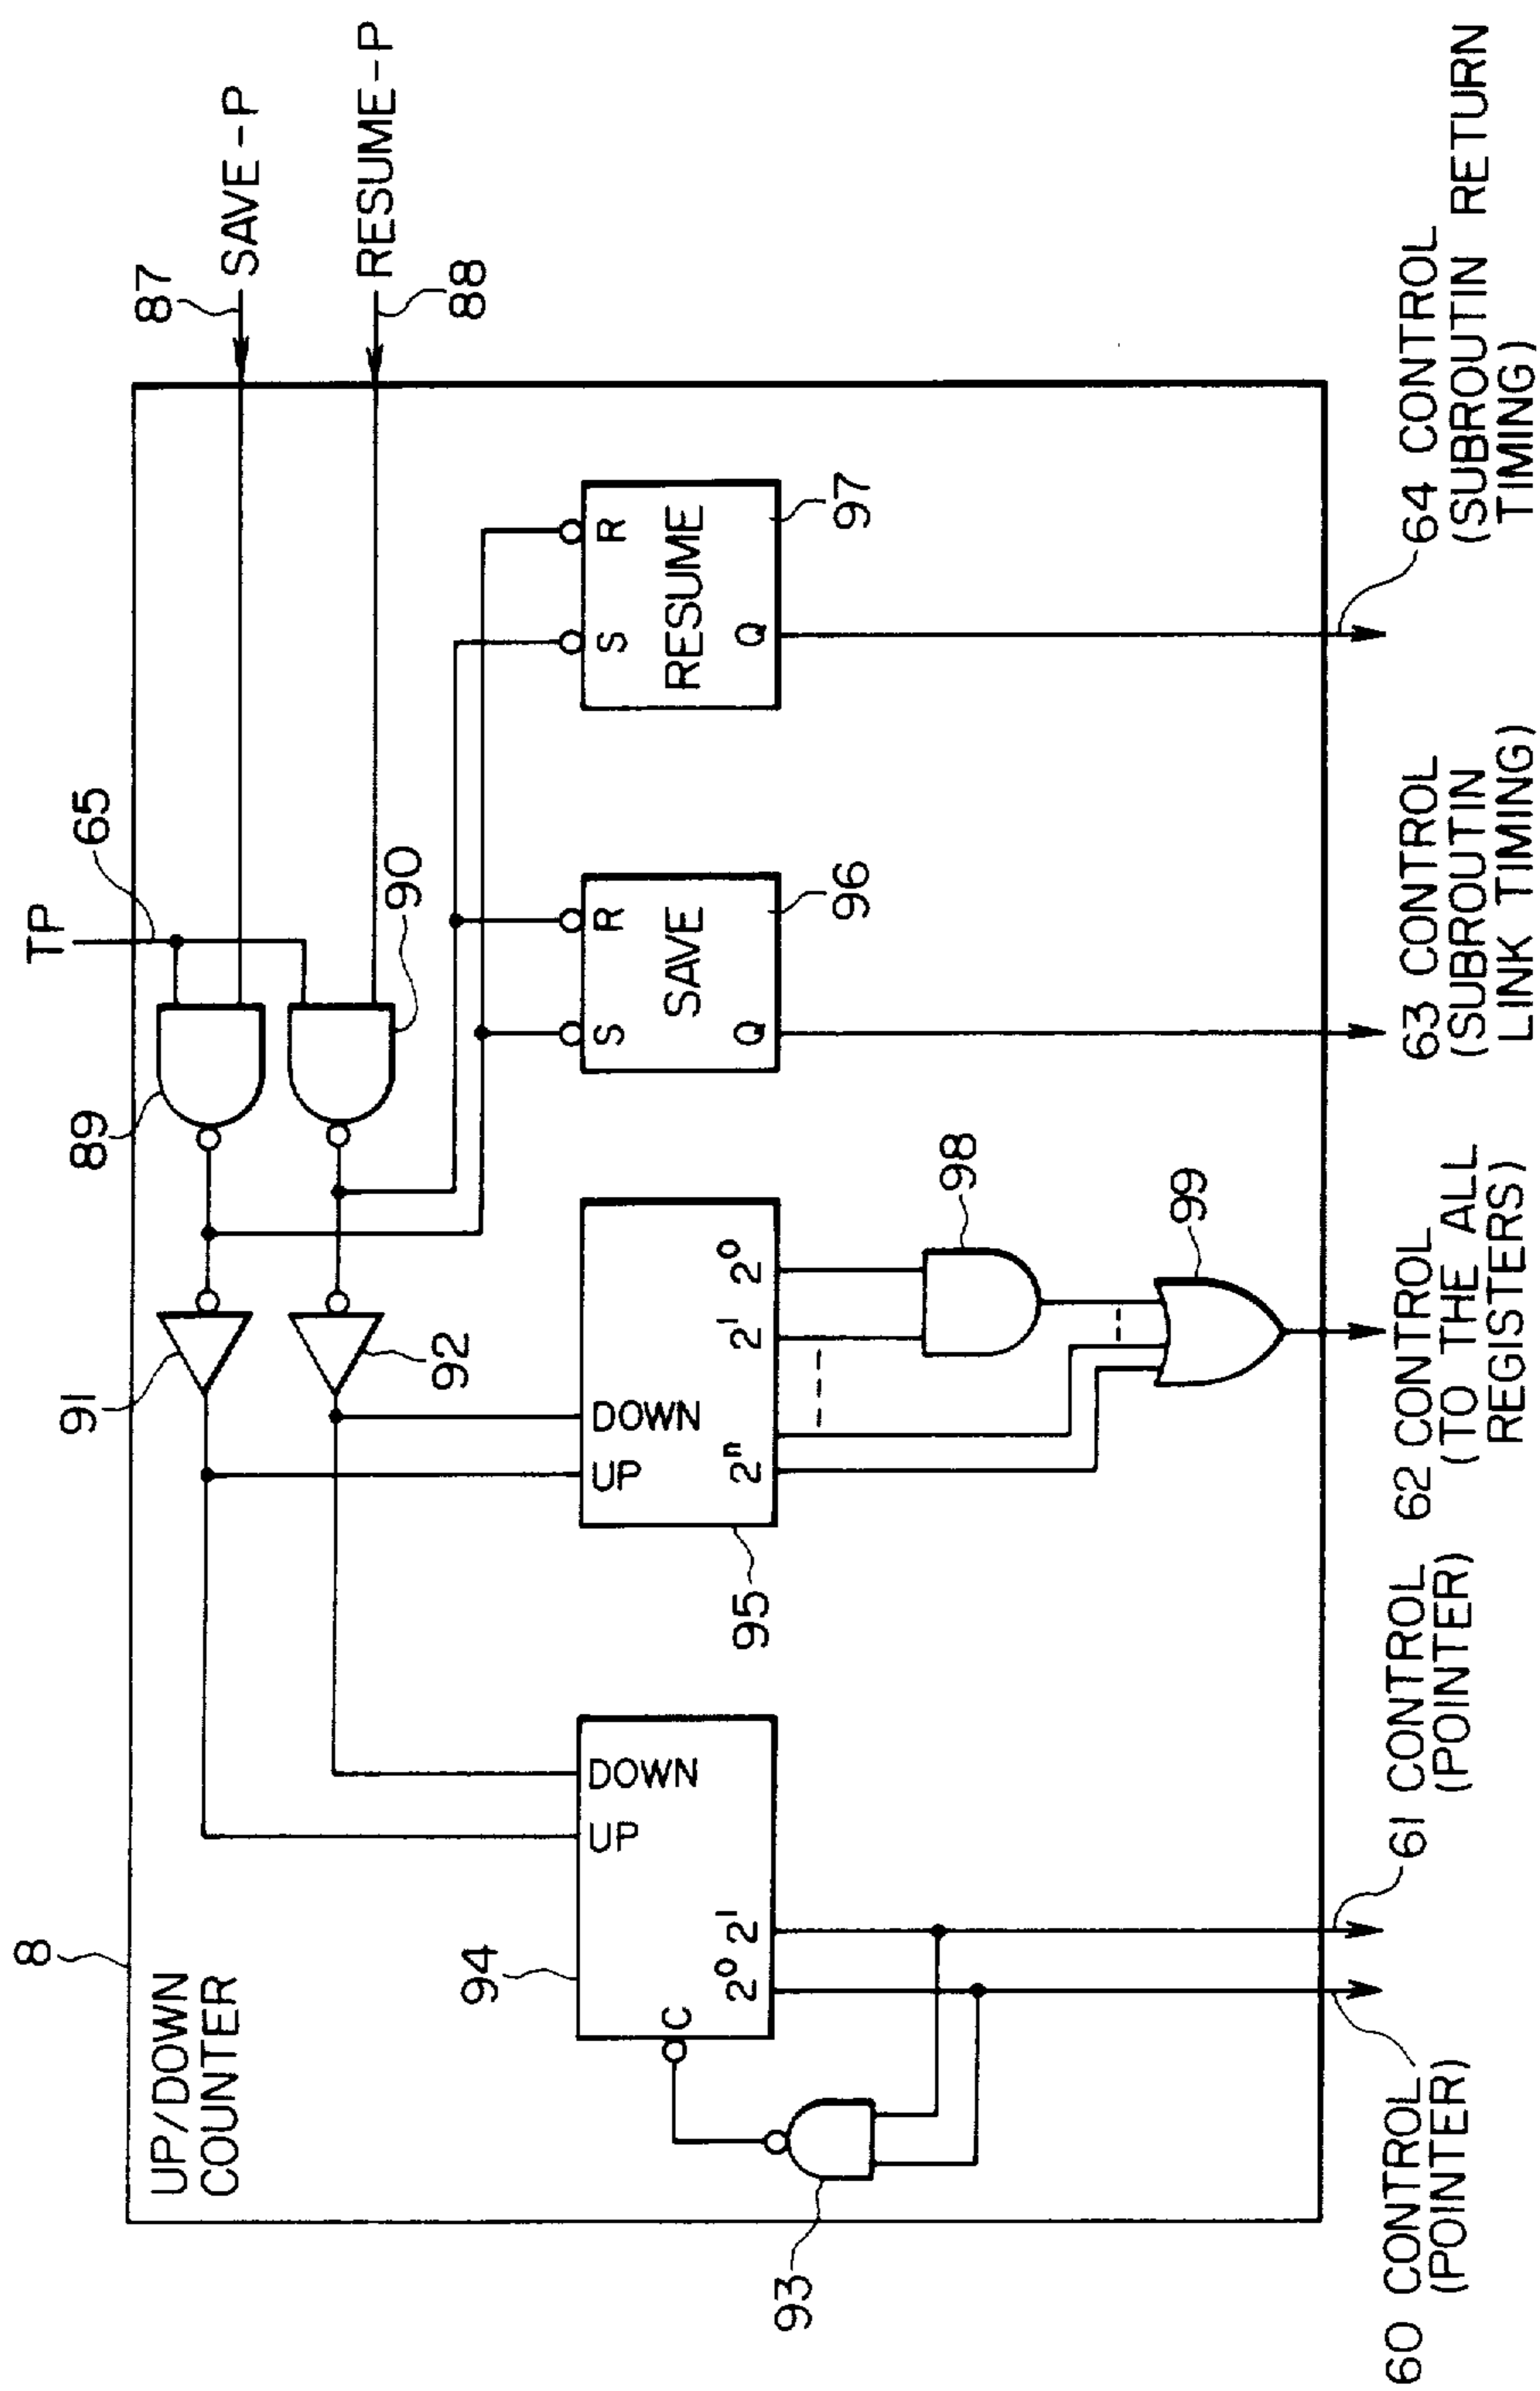 8
UP/DOWN
COUNTER
TP
65
87
SAVE-P
88
RESUME-P
89
90
91
92
93
94
C
UP
DOWN
2⁰ 2¹
95
UP
DOWN
2ⁿ
2¹
2⁰
96
S
R
SAVE
Q
97
S
R
RESUME
Q
98
99
60 CONTROL
(POINTER)
61 CONTROL
(POINTER)
62 CONTROL
(TO THE ALL
REGISTERS)
63 CONTROL
(SUBROUTIN
LINK TIMING)
64 CONTROL
(SUBROUTIN RETURN
TIMING)